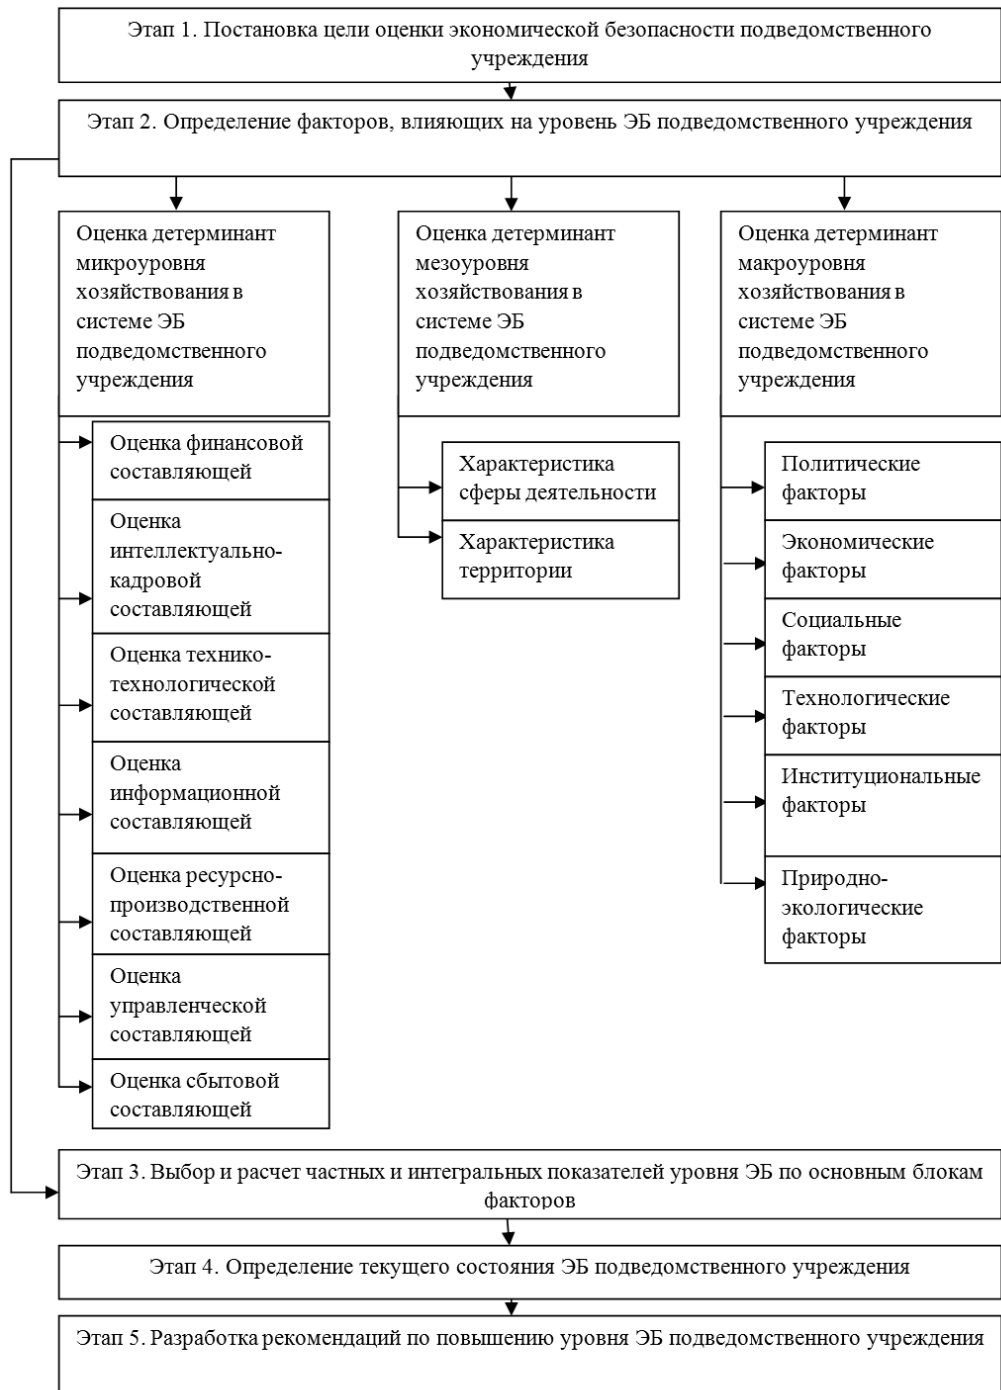 Этап 1. Постановка цели оценки экономической безопасности подведомственного
учреждения
Этап 2. Определение факторов, влияющих на уровень ЭБ подведомственного учреждения
Оценка детерминант
микроуровня
хозяйствования в
системе ЭБ
подведомственного
учреждения
Оценка финансовой
составляющей
Оценка
интеллектуально-
кадровой
составляющей
Оценка технико-
технологической
составляющей
Оценка
информационной
составляющей
Оценка ресурсно-
производственной
составляющей
Оценка
управленческой
составляющей
Оценка сбытовой
составляющей
Оценка детерминант
мезоуровня
хозяйствования в
системе ЭБ
подведомственного
учреждения
Характеристика
сферы деятельности
Характеристика
территории
Оценка детерминант
макроуровня
хозяйствования в
системе ЭБ
подведомственного
учреждения
Политические
факторы
Экономические
факторы
Социальные
факторы
Технологические
факторы
Институциональные
факторы
Природно-
экологические
факторы
Этап 3. Выбор и расчет частных и интегральных показателей уровня ЭБ по основным блокам
факторов
Этап 4. Определение текущего состояния ЭБ подведомственного учреждения
Этап 5. Разработка рекомендаций по повышению уровня ЭБ подведомственного учреждения